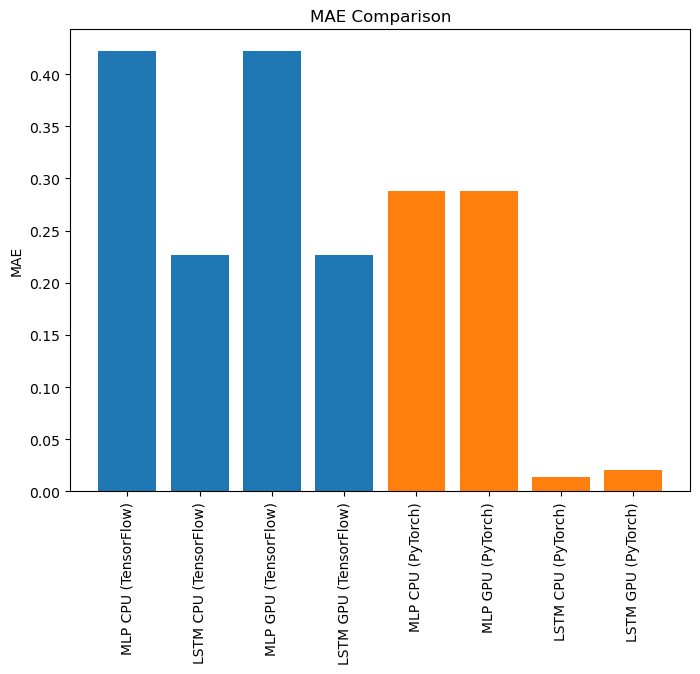 MAE Comparison
MAE
0.40
0.35
0.30
0.25
0.20
0.15
0.10
0.05
0.00
MLP CPU (TensorFlow)
LSTM CPU (TensorFlow)
MLP GPU (TensorFlow)
LSTM GPU (TensorFlow)
MLP CPU (PyTorch)
MLP GPU (PyTorch)
LSTM CPU (PyTorch)
LSTM GPU (PyTorch)